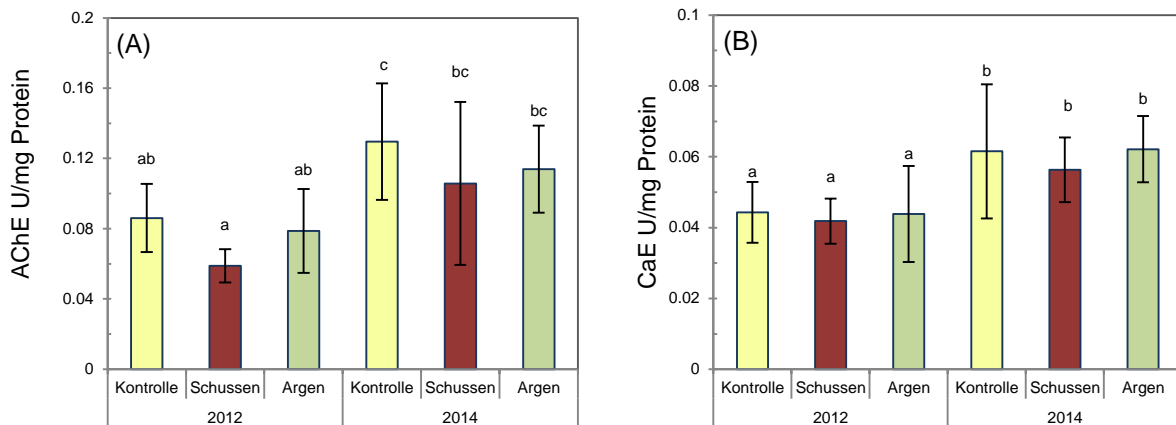 (A)
AChE U/mg Protein
0.2
0.16
0.12
0.08
0.04
0
ab
a
ab
c
bc
bc
Kontrolle Schussen Argen Kontrolle Schussen Argen
2012 2014
(B)
CaE U/mg Protein
0.1
0.08
0.06
0.04
0.02
0
a
a
a
b
b
b
Kontrolle Schussen Argen Kontrolle Schussen Argen
2012 2014